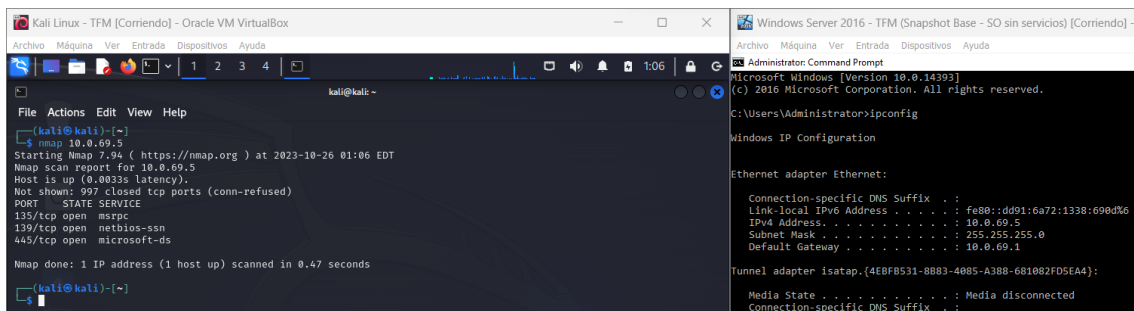 Kali Linux - TFM [Corriendo] - Oracle VM VirtualBox
Archivo Máquina Ver Entrada Dispositivos Ayuda
1 2 3 4
1:06
kali@kali: ~
File Actions Edit View Help
┌──(kali㉿kali)-[~]
└─$ nmap 10.0.69.5
Starting Nmap 7.94 ( https://nmap.org ) at 2023-10-26 01:06 EDT
Nmap scan report for 10.0.69.5
Host is up (0.0033s latency).
Not shown: 997 closed tcp ports (conn-refused)
PORT STATE SERVICE
135/tcp open msrpc
139/tcp open netbios-ssn
445/tcp open microsoft-ds
Nmap done: 1 IP address (1 host up) scanned in 0.47 seconds
┌──(kali㉿kali)-[~]
└─$
Windows Server 2016 - TFM (Snapshot Base - SO sin servicios) [Corriendo] -
Archivo Máquina Ver Entrada Dispositivos Ayuda
Administrator: Command Prompt
Microsoft Windows [Version 10.0.14393]
(c) 2016 Microsoft Corporation. All rights reserved.
C:\Users\Administrator>ipconfig
Windows IP Configuration
Ethernet adapter Ethernet:
Connection-specific DNS Suffix . :
Link-local IPv6 Address . . . . . : fe80::dd91:6a72:1338:690d%6
IPv4 Address. . . . . . . . . . . : 10.0.69.5
Subnet Mask . . . . . . . . . . . : 255.255.255.0
Default Gateway . . . . . . . . . : 10.0.69.1
Tunnel adapter isatap.{4EBFB531-8B83-4085-A388-681082FD5EA4}:
Media State . . . . . . . . . . . : Media disconnected
Connection-specific DNS Suffix . :